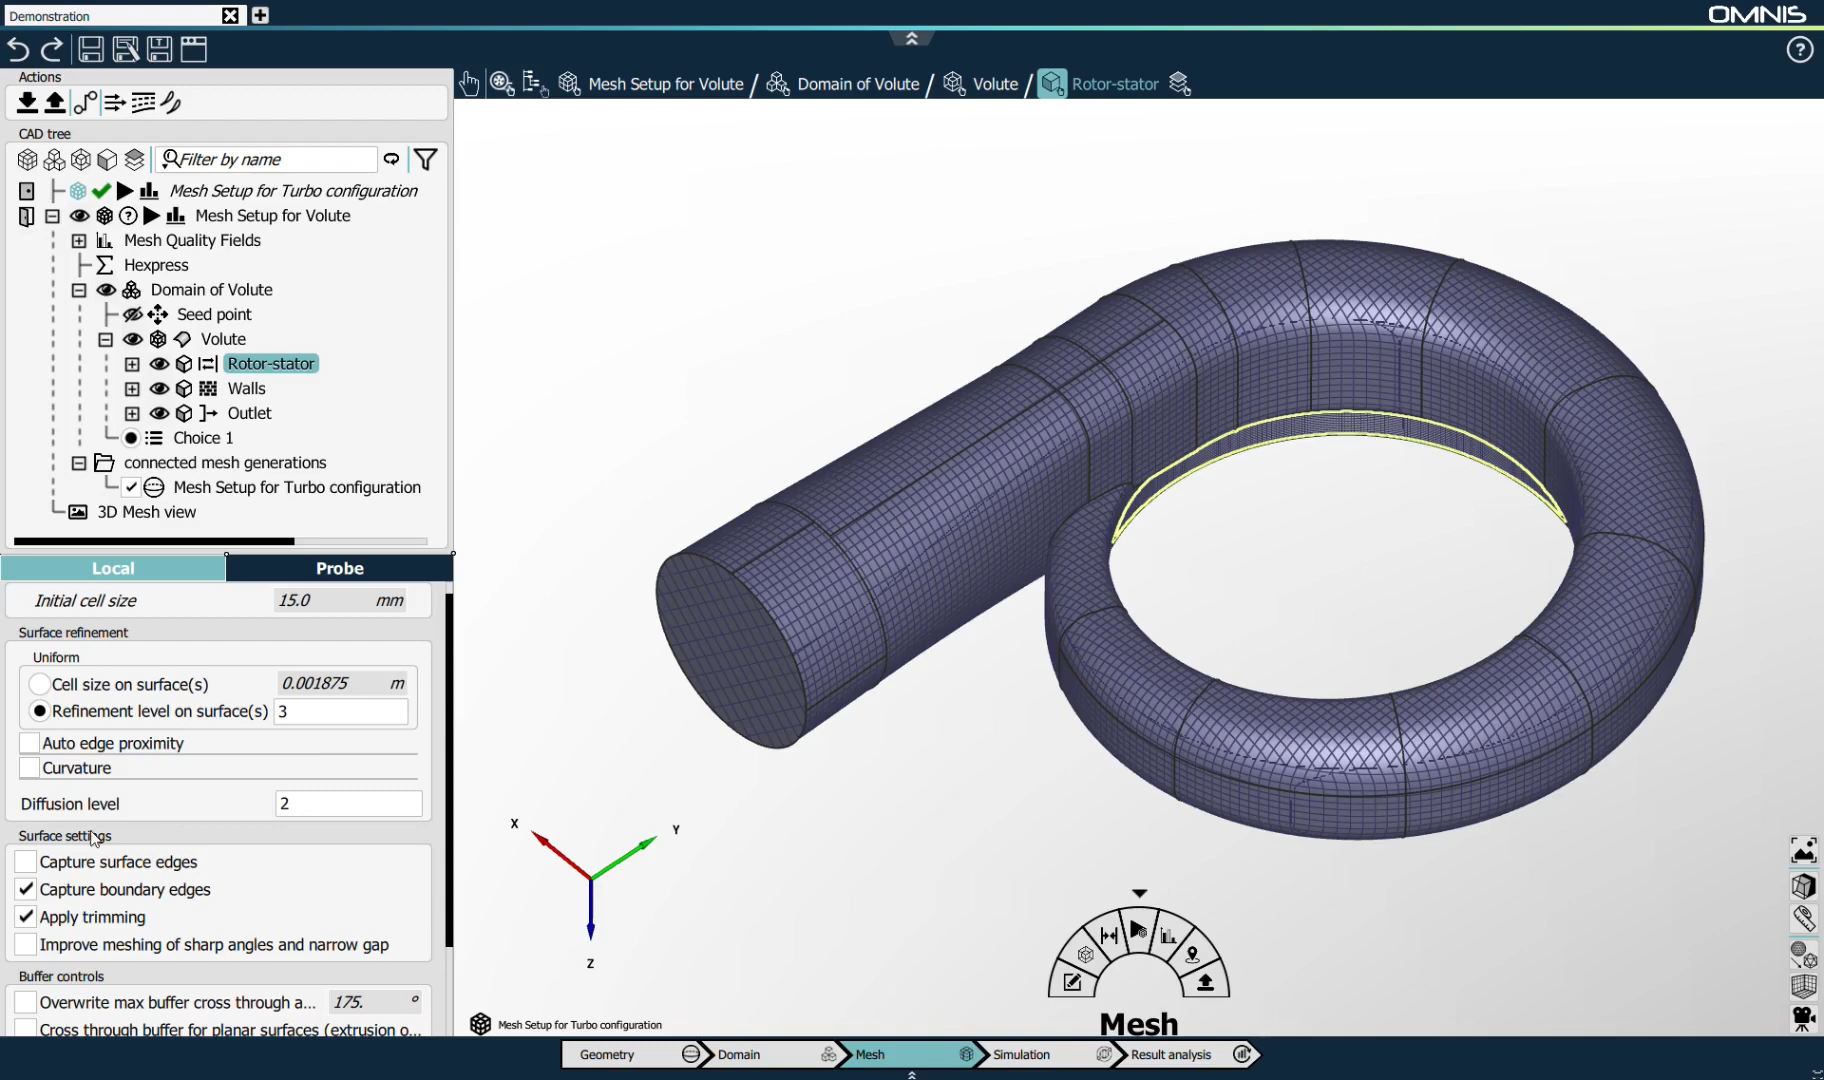 Demonstration
OMNIS
Actions
CAD tree
Filter by name
Mesh Setup for Turbo configuration
Mesh Setup for Volute
Mesh Quality Fields
Hexpress
Domain of Volute
Seed point
Volute
Rotor-stator
Walls
Outlet
Choice 1
connected mesh generations
Mesh Setup for Turbo configuration
3D Mesh view
Local Probe
Initial cell size 15.0 mm
Surface refinement
Uniform
Cell size on surface(s) 0.001875 m
Refinement level on surface(s) 3
Auto edge proximity
Curvature
Diffusion level 2
Surface settings
Capture surface edges
Capture boundary edges
Apply trimming
Improve meshing of sharp angles and narrow gap
Buffer controls
Overwrite max buffer cross through a... 175. °
Cross through buffer for planar surfaces (extrusion o...
Mesh Setup for Volute / Domain of Volute / Volute / Rotor-stator
X
Y
Z
Mesh
Mesh Setup for Turbo configuration
Geometry Domain Mesh Simulation Result analysis